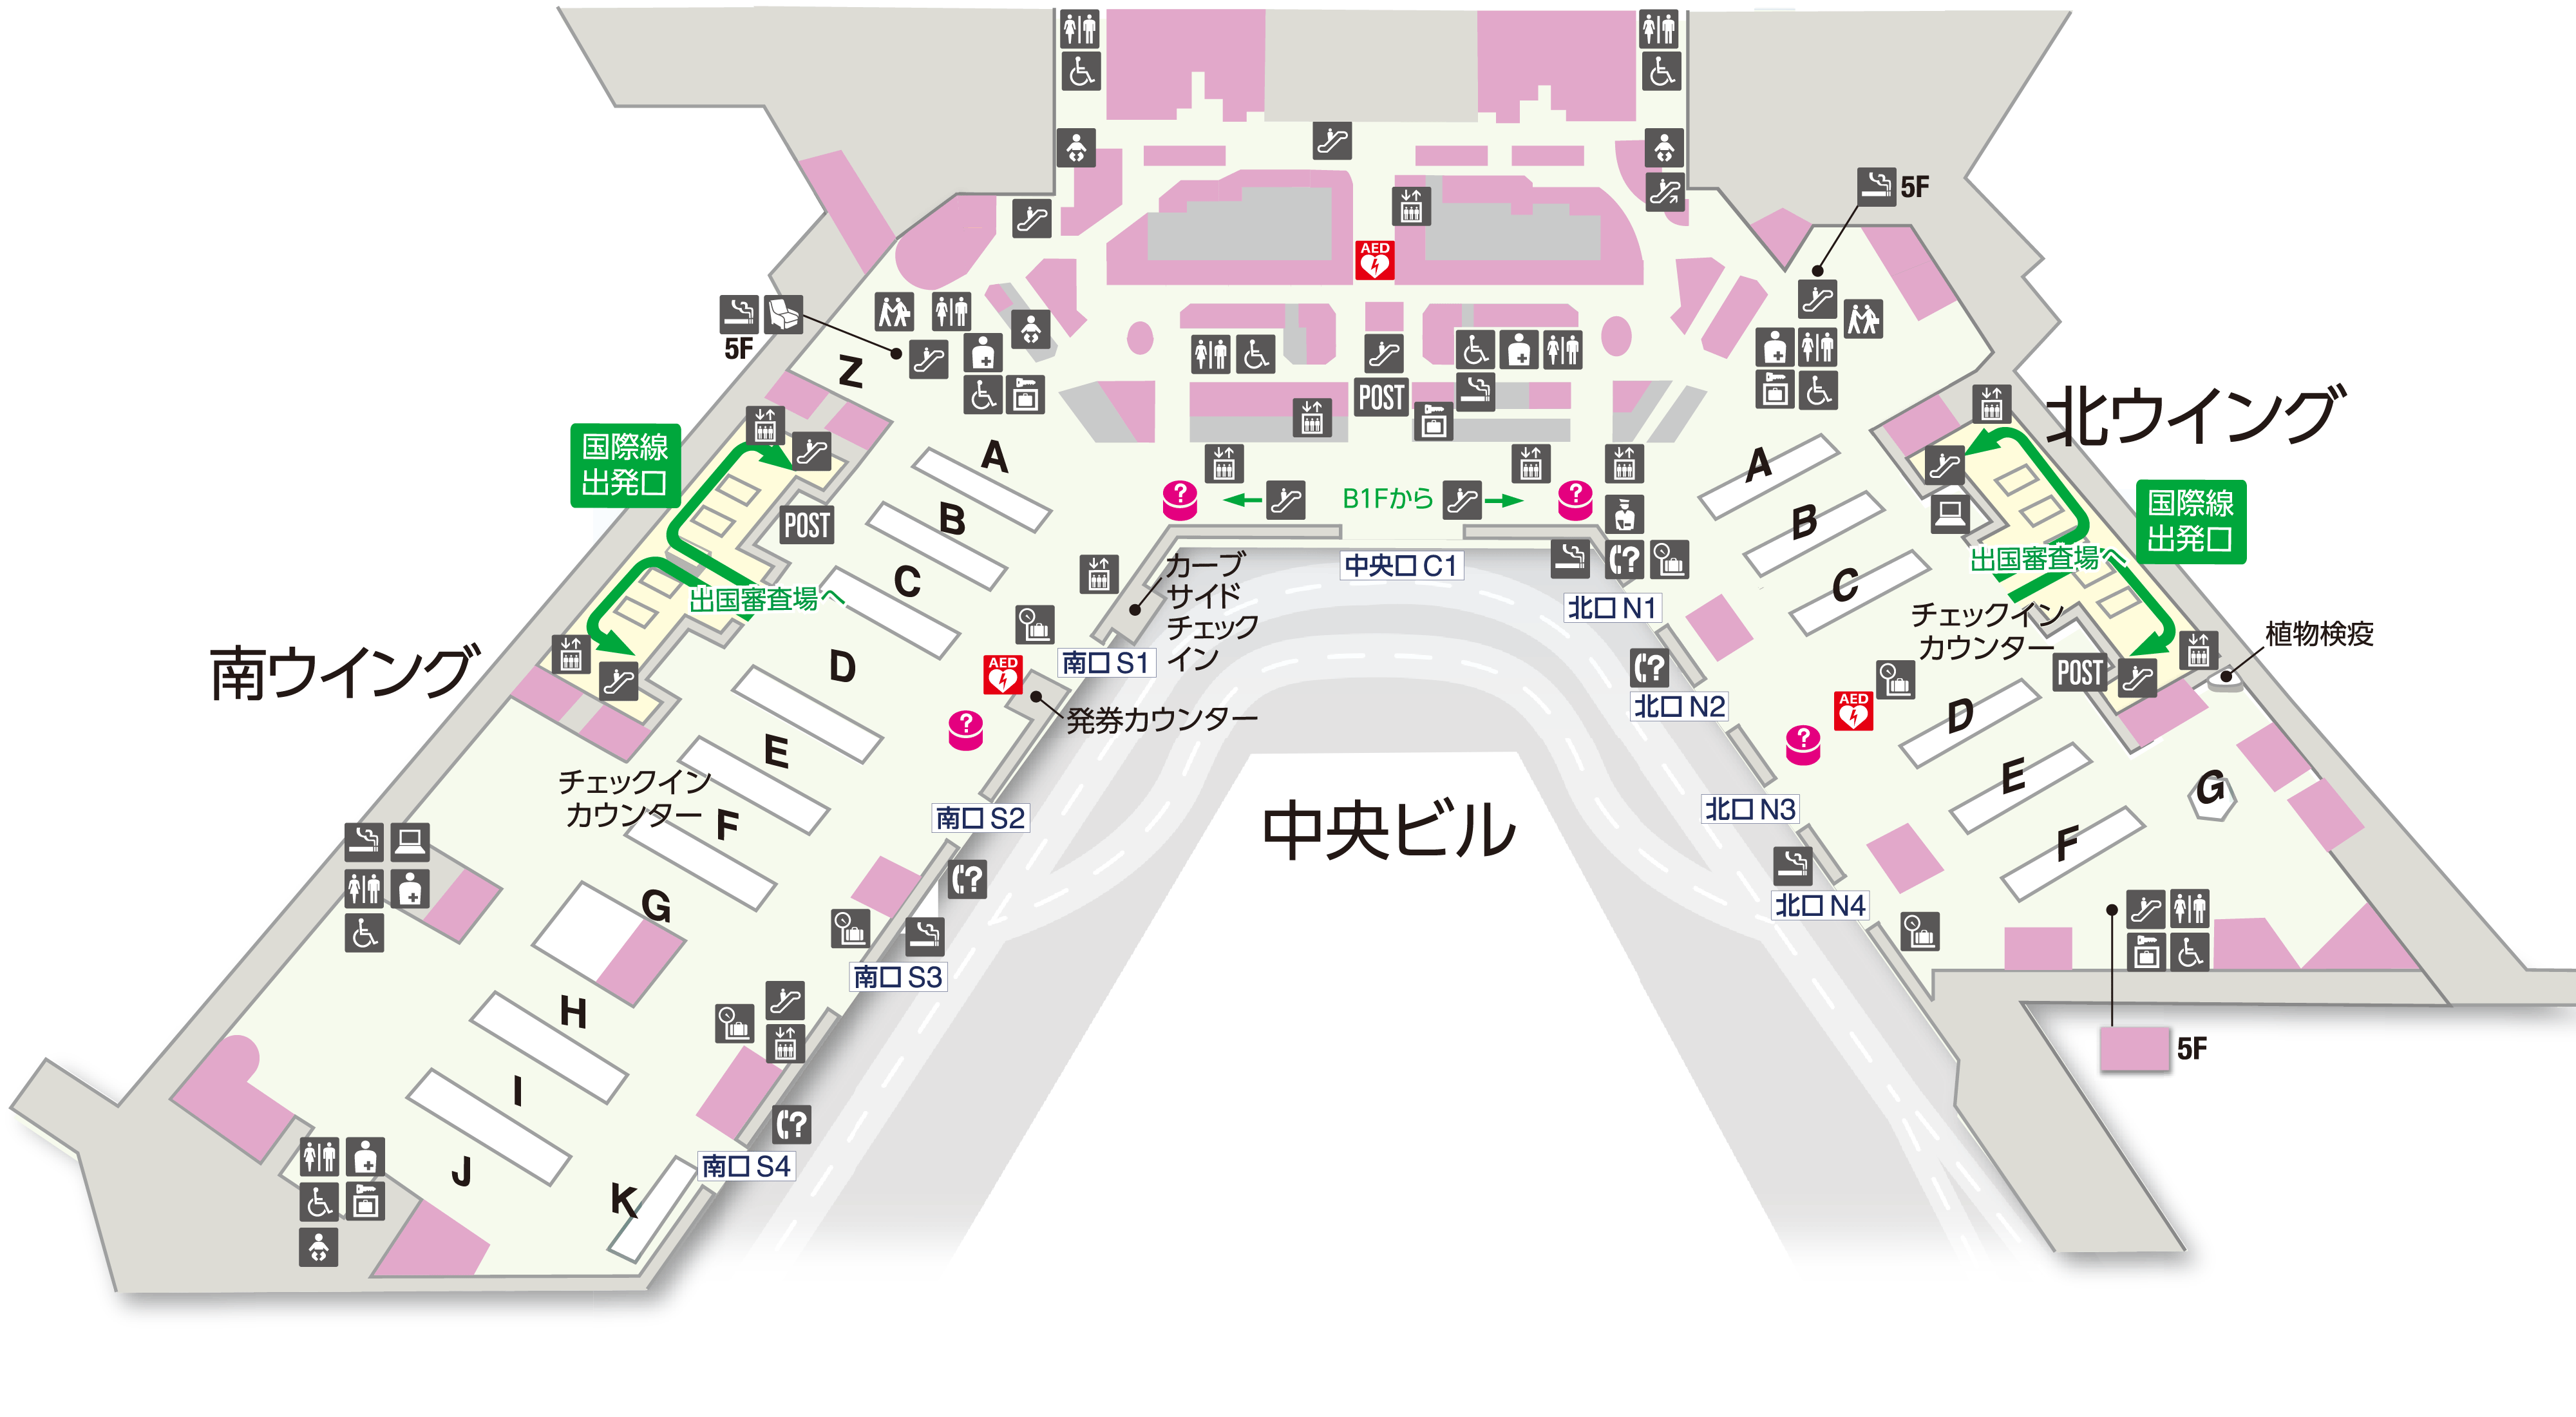 5F
AED
5F
Z
北ウイング
国際線
出発口
A
POST
A
B
B1Fから
B
国際線
出発口
POST
C
出国審査場へ
カーブ
サイド
チェック
イン
中央口 C1
C
出国審査場へ
チェックイン
カウンター
北口 N1
植物検疫
南ウイング
D
AED
南口 S1
北口 N2
POST
発券カウンター
AED
D
E
チェックイン
カウンター
F
南口 S2
中央ビル
北口 N3
E
G
F
G
南口 S3
北口 N4
H
5F
I
J
K
南口 S4